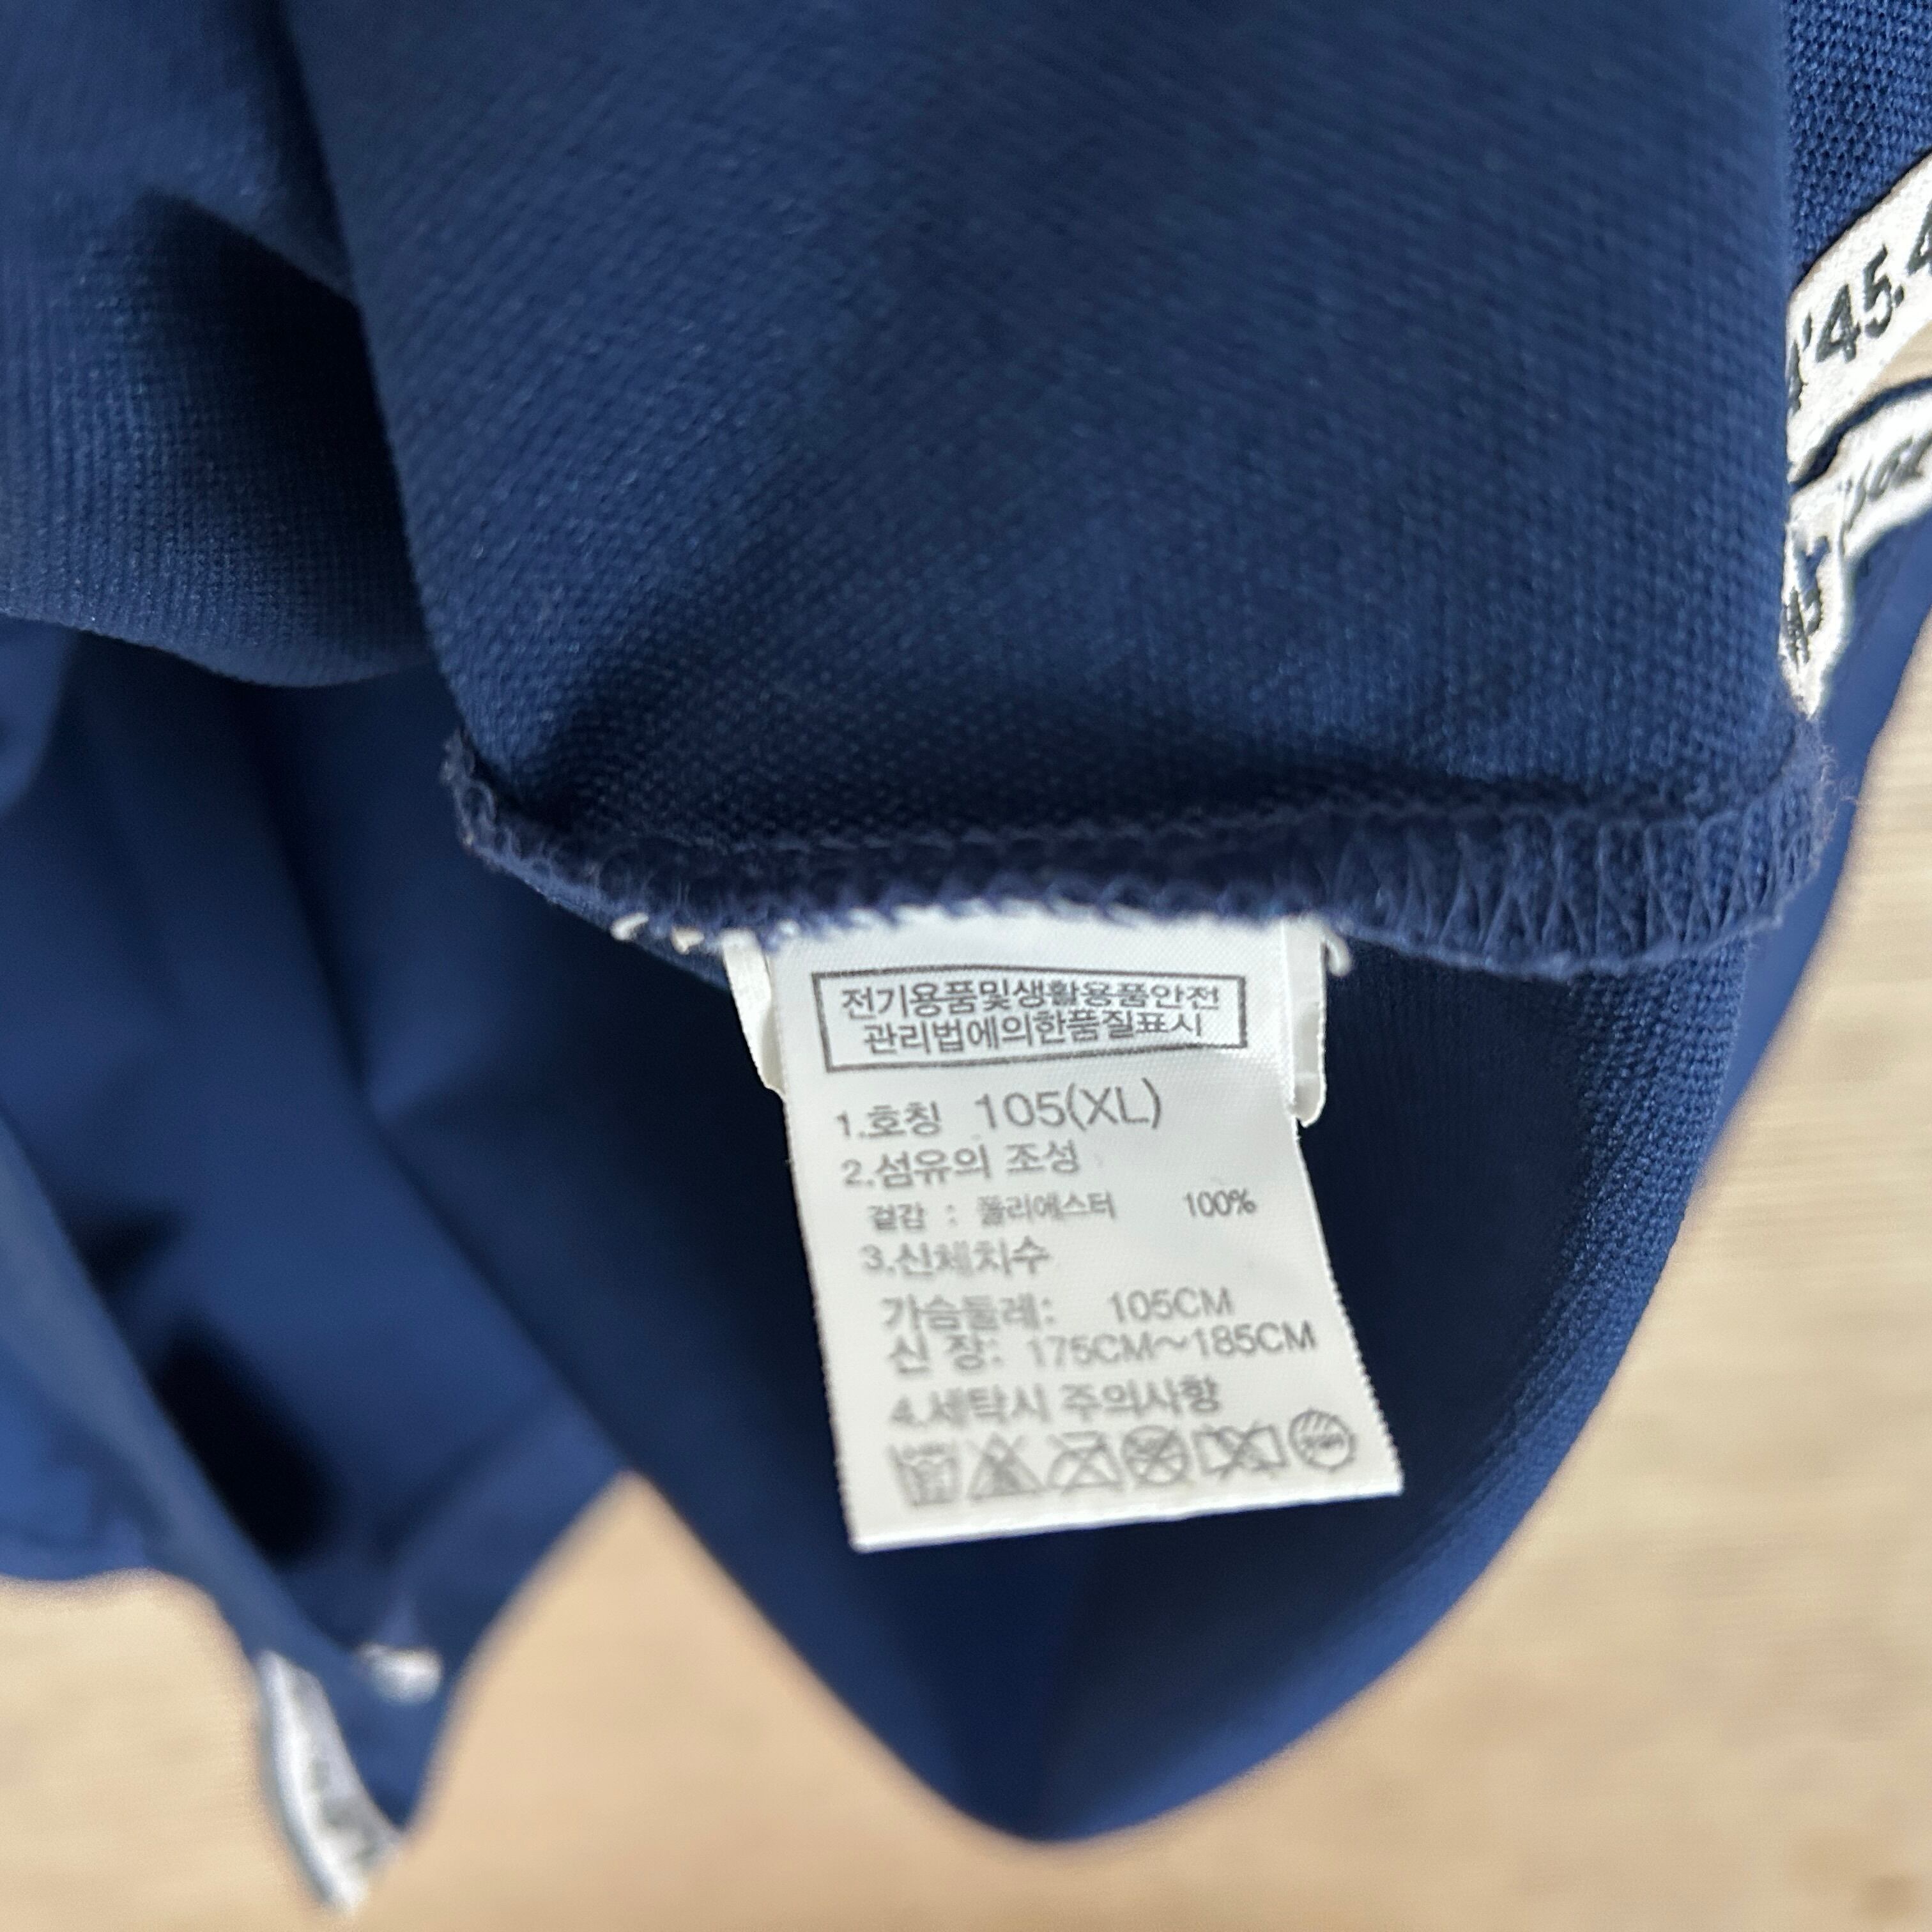 전기용품및생활용품안전
관리법에의한품질표시
1.호칭 105(XL)
2.섬유의 조성
겉감 : 폴리에스터 100%
3.신체치수
가슴둘레: 105CM
신 장: 175CM~185CM
4.세탁시 주의사항
'45.4